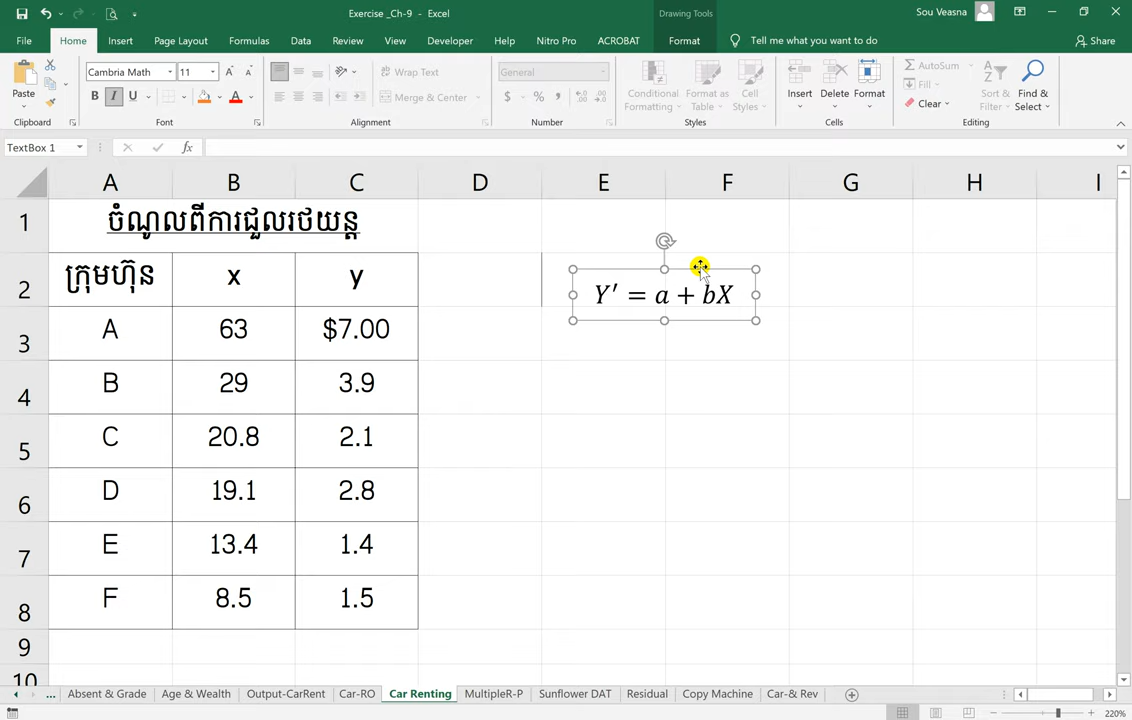 Exercise _Ch-9 - Excel
Drawing Tools
Sou Veasna
File Home Insert Page Layout Formulas Data Review View Developer Help Nitro Pro ACROBAT Format Tell me what you want to do Share
Paste
Cambria Math 11
B I U
Wrap Text
Merge & Center
General
$ % ,
Conditional Formatting
Format as Table
Cell Styles
Insert Delete Format
AutoSum
Fill
Clear
Sort & Filter
Find & Select
Clipboard Font Alignment Number Styles Cells Editing
TextBox 1 fx
A B C D E F G H I
1 ចំណូលពីការជួលរថយន្ត
2 ក្រុមហ៊ុន x y
Y′ = a + bX
3 A 63 $7.00
4 B 29 3.9
5 C 20.8 2.1
6 D 19.1 2.8
7 E 13.4 1.4
8 F 8.5 1.5
9
10
... Absent & Grade Age & Wealth Output-CarRent Car-RO Car Renting MultipleR-P Sunflower DAT Residual Copy Machine Car-& Rev
220%